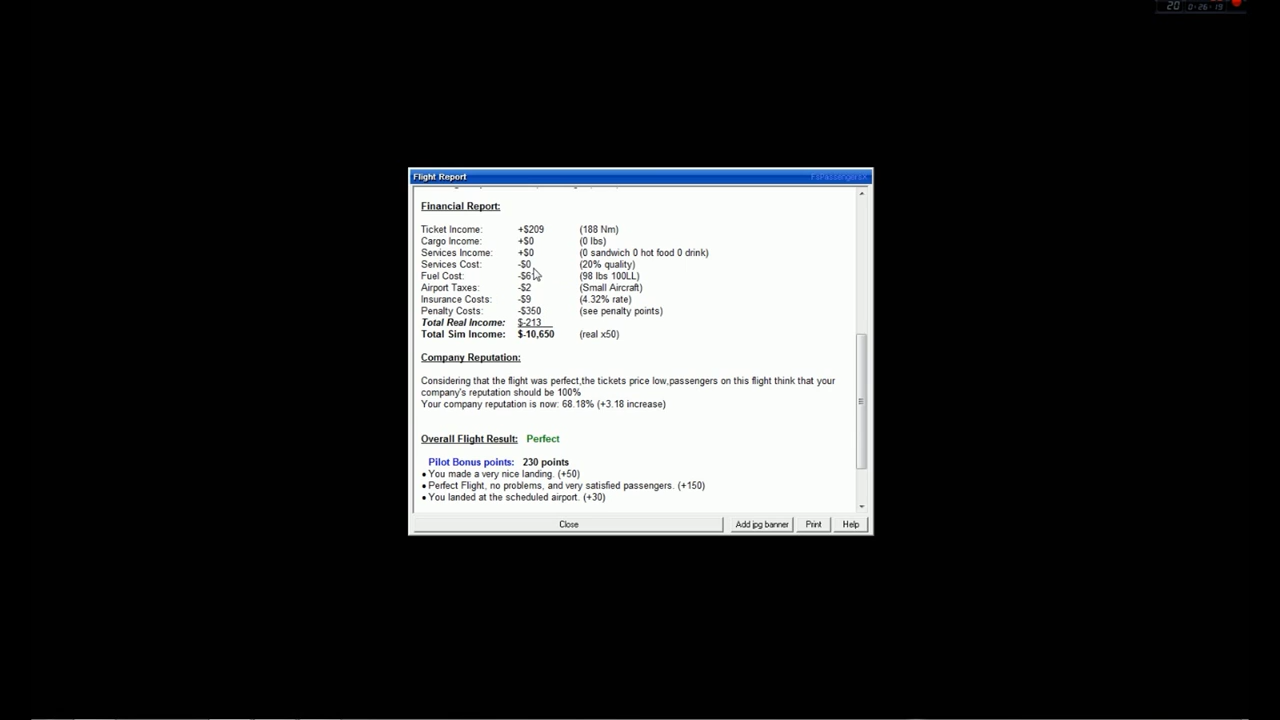 20 0:26:19
Flight Report FsPassengersX
Financial Report:
Ticket Income: +$209 (188 Nm)
Cargo Income: +$0 (0 lbs)
Services Income: +$0 (0 sandwich 0 hot food 0 drink)
Services Cost: -$0 (20% quality)
Fuel Cost: (98 lbs 100LL)
Airport Taxes: -$2 (Small Aircraft)
Insurance Costs: -$9 (4.32% rate)
Penalty Costs: -$350 (see penalty points)
Total Real Income: $-213
Total Sim Income: $-10,650 (real x50)
Company Reputation:
Considering that the flight was perfect,the tickets price low,passengers on this flight think that your
company's reputation should be 100%
Your company reputation is now: 68.18% (+3.18 increase)
Overall Flight Result: Perfect
Pilot Bonus points: 230 points
• You made a very nice landing. (+50)
• Perfect Flight, no problems, and very satisfied passengers. (+150)
• You landed at the scheduled airport. (+30)
Close Add jpg banner Print Help